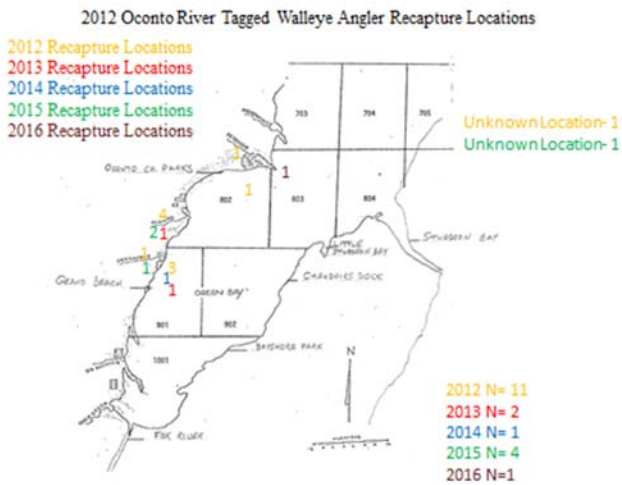 2012 Oconto River Tagged Walleye Angler Recapture Locations
2012 Recapture Locations
2013 Recapture Locations
2014 Recapture Locations
2015 Recapture Locations
2016 Recapture Locations
703
704
705
Unknown Location- 1
Unknown Location- 1
1
OCONTO CO. PARKS
1
1
802
803
804
4
2 1
STURGEON BAY
LITTLE
STURGEON BAY
1
1
3
1
1
CHAUDOIRS DOCK
GRAND BEACH
GREEN BAY
901
902
BAYSHORE PARK
1001
N
FOX RIVER
2012 N= 11
2013 N= 2
2014 N= 1
2015 N= 4
2016 N=1